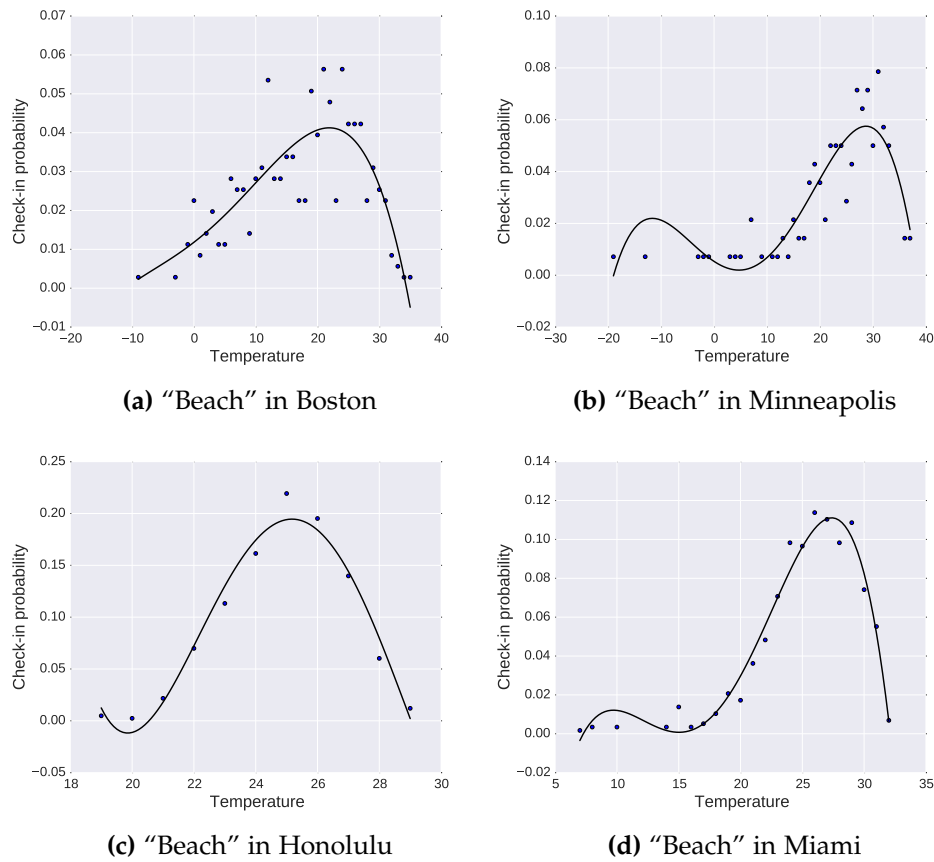 0.07
0.06
0.05
0.04
0.03
0.02
0.01
0.00
−0.01
Check-in probability
−20 −10 0 10 20 30 40
Temperature
(a) “Beach” in Boston
0.10
0.08
0.06
0.04
0.02
0.00
−0.02
Check-in probability
−30 −20 −10 0 10 20 30 40
Temperature
(b) “Beach” in Minneapolis
0.25
0.20
0.15
0.10
0.05
0.00
−0.05
Check-in probability
18 20 22 24 26 28 30
Temperature
(c) “Beach” in Honolulu
0.14
0.12
0.10
0.08
0.06
0.04
0.02
0.00
−0.02
Check-in probability
5 10 15 20 25 30 35
Temperature
(d) “Beach” in Miami